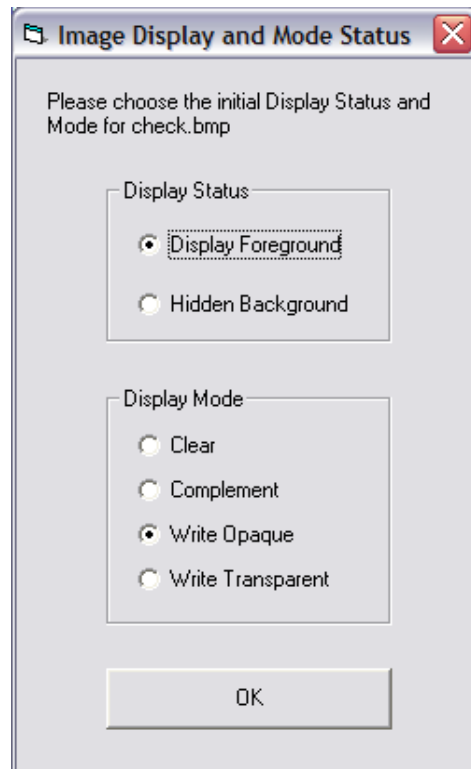 Image Display and Mode Status
Please choose the initial Display Status and
Mode for check.bmp
Display Status
Display Foreground
Hidden Background
Display Mode
Clear
Complement
Write Opaque
Write Transparent
OK